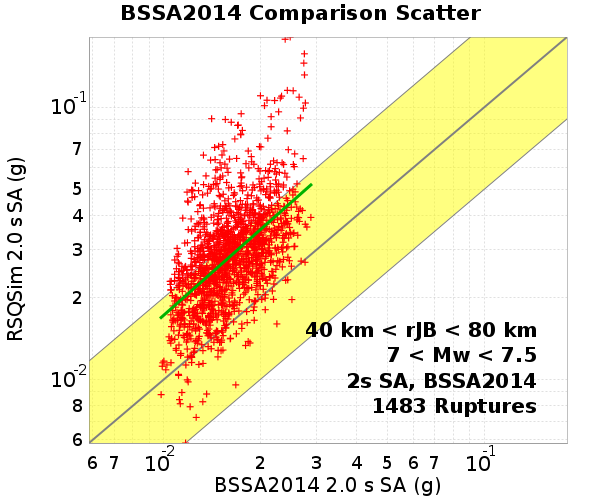 BSSA2014 Comparison Scatter
RSQSim 2.0 s SA (g)
10-1
7
5
4
3
2
10-2
8
6
40 km < rJB < 80 km
7 < Mw < 7.5
2s SA, BSSA2014
1483 Ruptures
6 7 10-2 2 3 4 5 6 7 10-1
BSSA2014 2.0 s SA (g)